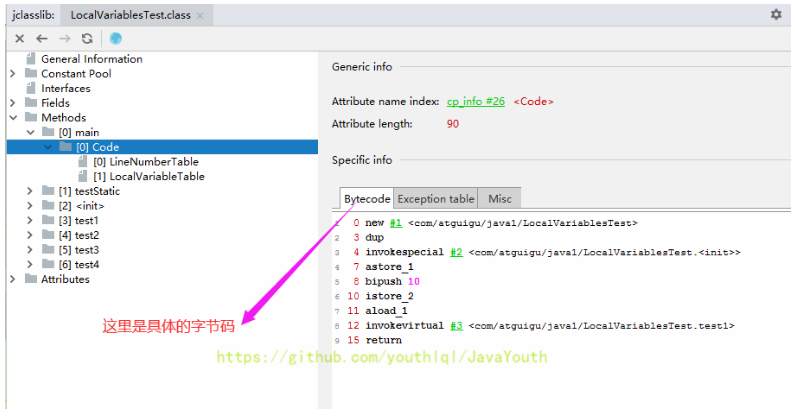 jclasslib: LocalVariablesTest.class
General Information
Constant Pool
Interfaces
Fields
Methods
[0] main
[0] Code
[0] LineNumberTable
[1] LocalVariableTable
[1] testStatic
[2] <init>
[3] test1
[4] test2
[5] test3
[6] test4
Attributes
Generic info
Attribute name index: cp_info #26 <Code>
Attribute length: 90
Specific info
Bytecode Exception table Misc
1 0 new #1 <com/atguigu/java1/LocalVariablesTest>
2 3 dup
3 4 invokespecial #2 <com/atguigu/java1/LocalVariablesTest.<init>>
4 7 astore_1
5 8 bipush 10
6 10 istore_2
7 11 aload_1
8 12 invokevirtual #3 <com/atguigu/java1/LocalVariablesTest.test1>
9 15 return
这里是具体的字节码
https://github.com/youthlql/JavaYouth